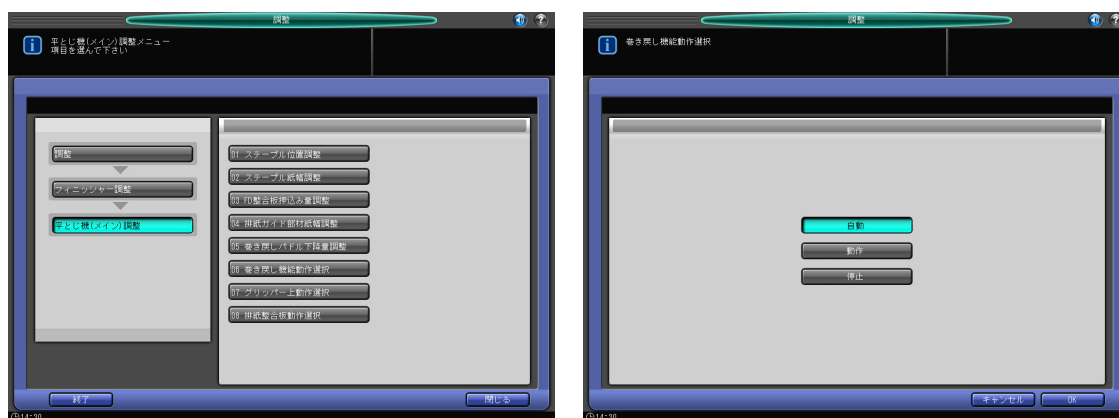 調整
平とじ機(メイン)調整メニュー
項目を選んで下さい
調整
フィニッシャー調整
平とじ機(メイン)調整
01 ステープル位置調整
02 ステープル紙幅調整
03 FD整合板押込み量調整
04 排紙ガイド部材紙幅調整
05 巻き戻しパドル下降量調整
06 巻き戻し機能動作選択
07 グリッパー上動作選択
08 排紙整合板動作選択
終了
閉じる
14:30
調整
巻き戻し機能動作選択
自動
動作
停止
キャンセル
OK
14:30